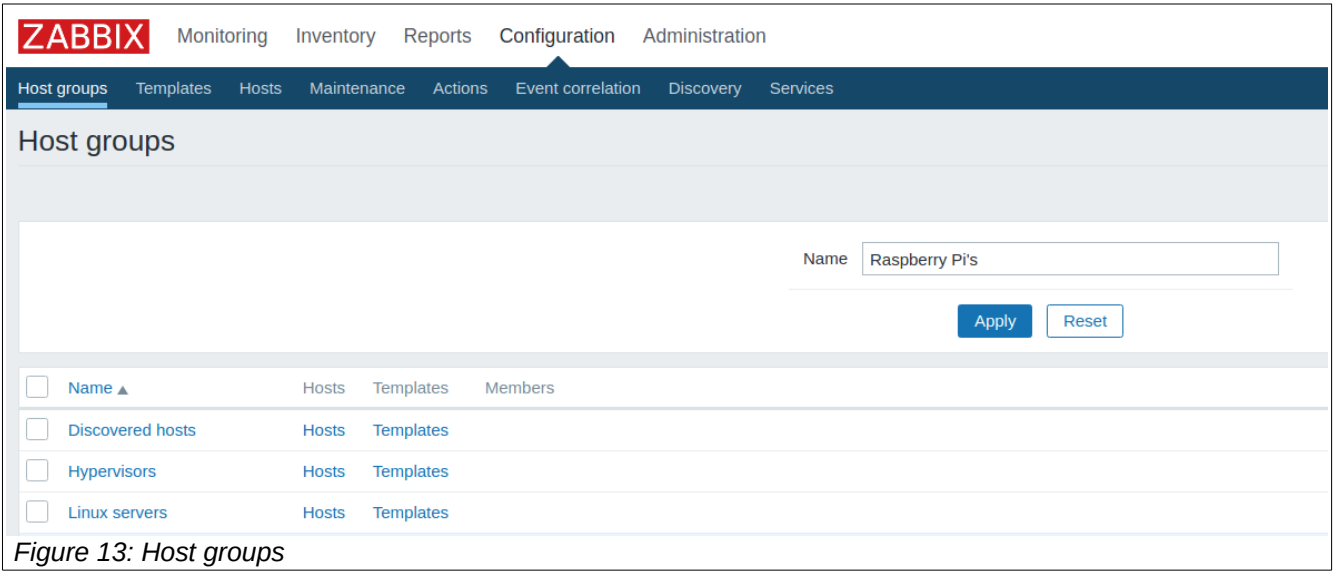 ZABBIX Monitoring Inventory Reports Configuration Administration
Host groups Templates Hosts Maintenance Actions Event correlation Discovery Services
Host groups
Name Raspberry Pi's
Apply Reset
Name ▲ Hosts Templates Members
Discovered hosts Hosts Templates
Hypervisors Hosts Templates
Linux servers Hosts Templates
Figure 13: Host groups